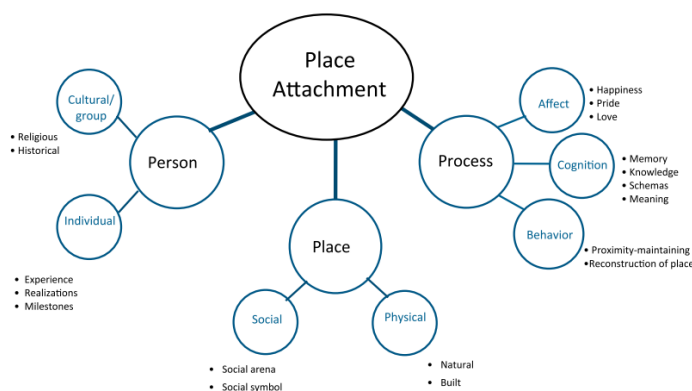 Place
Attachment
Cultural/
group
• Religious
• Historical
Person
Individual
• Experience
• Realizations
• Milestones
Place
Social
• Social arena
• Social symbol
Physical
• Natural
• Built
Process
Affect
• Happiness
• Pride
• Love
Cognition
• Memory
• Knowledge
• Schemas
• Meaning
Behavior
• Proximity-maintaining
•Reconstruction of place